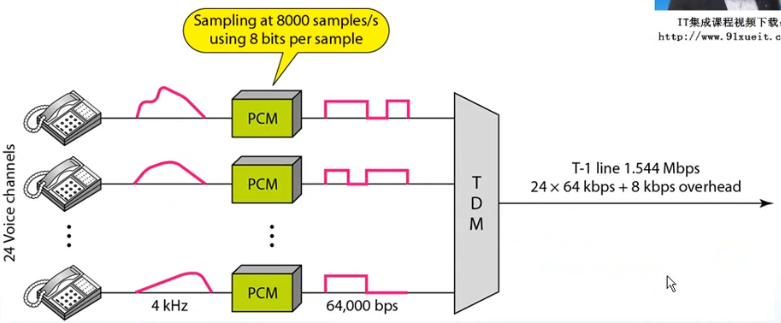 Sampling at 8000 samples/s
using 8 bits per sample
IT集成课程视频下载
http://www.91xueit.c
24 Voice channels
PCM
PCM
PCM
4 kHz
64,000 bps
T
D
M
T-1 line 1.544 Mbps
24 × 64 kbps + 8 kbps overhead